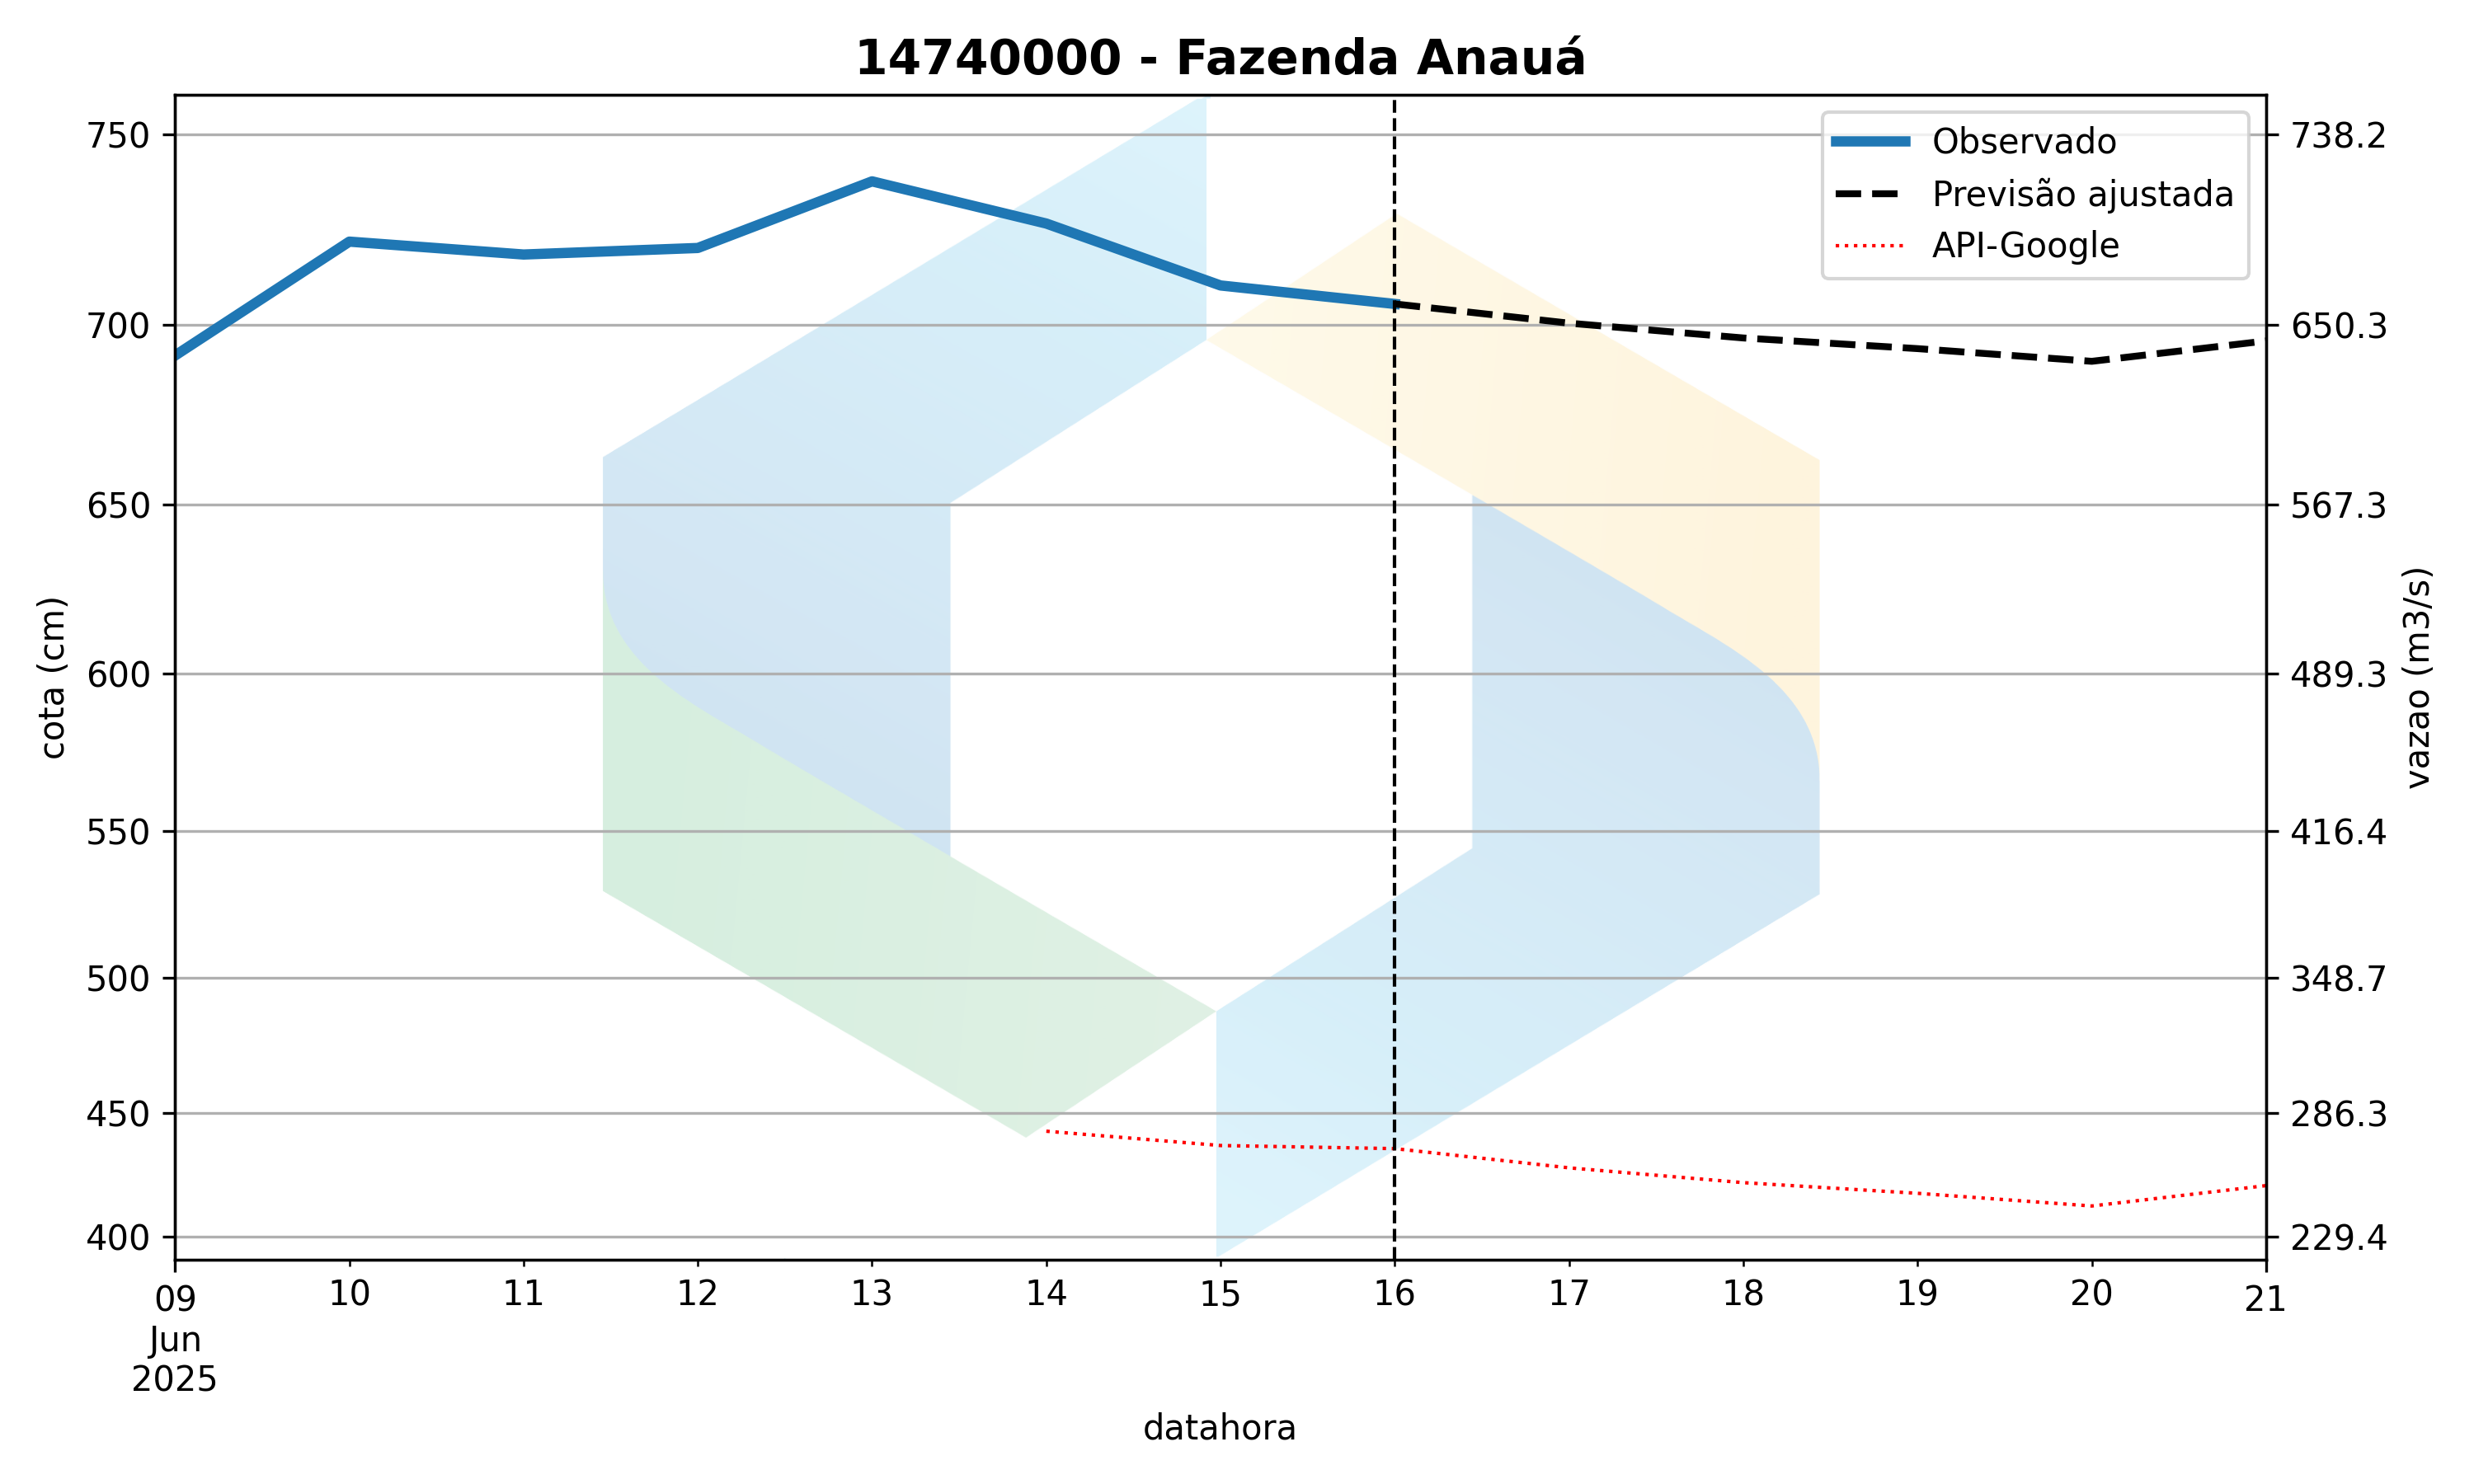 14740000 - Fazenda Anauá
750
700
650
600
550
500
450
400
cota (cm)
738.2
650.3
567.3
489.3
416.4
348.7
286.3
229.4
vazao (m3/s)
Observado
Previsão ajustada
API-Google
09 10 11 12 13 14 15 16 17 18 19 20 21
Jun
2025
datahora